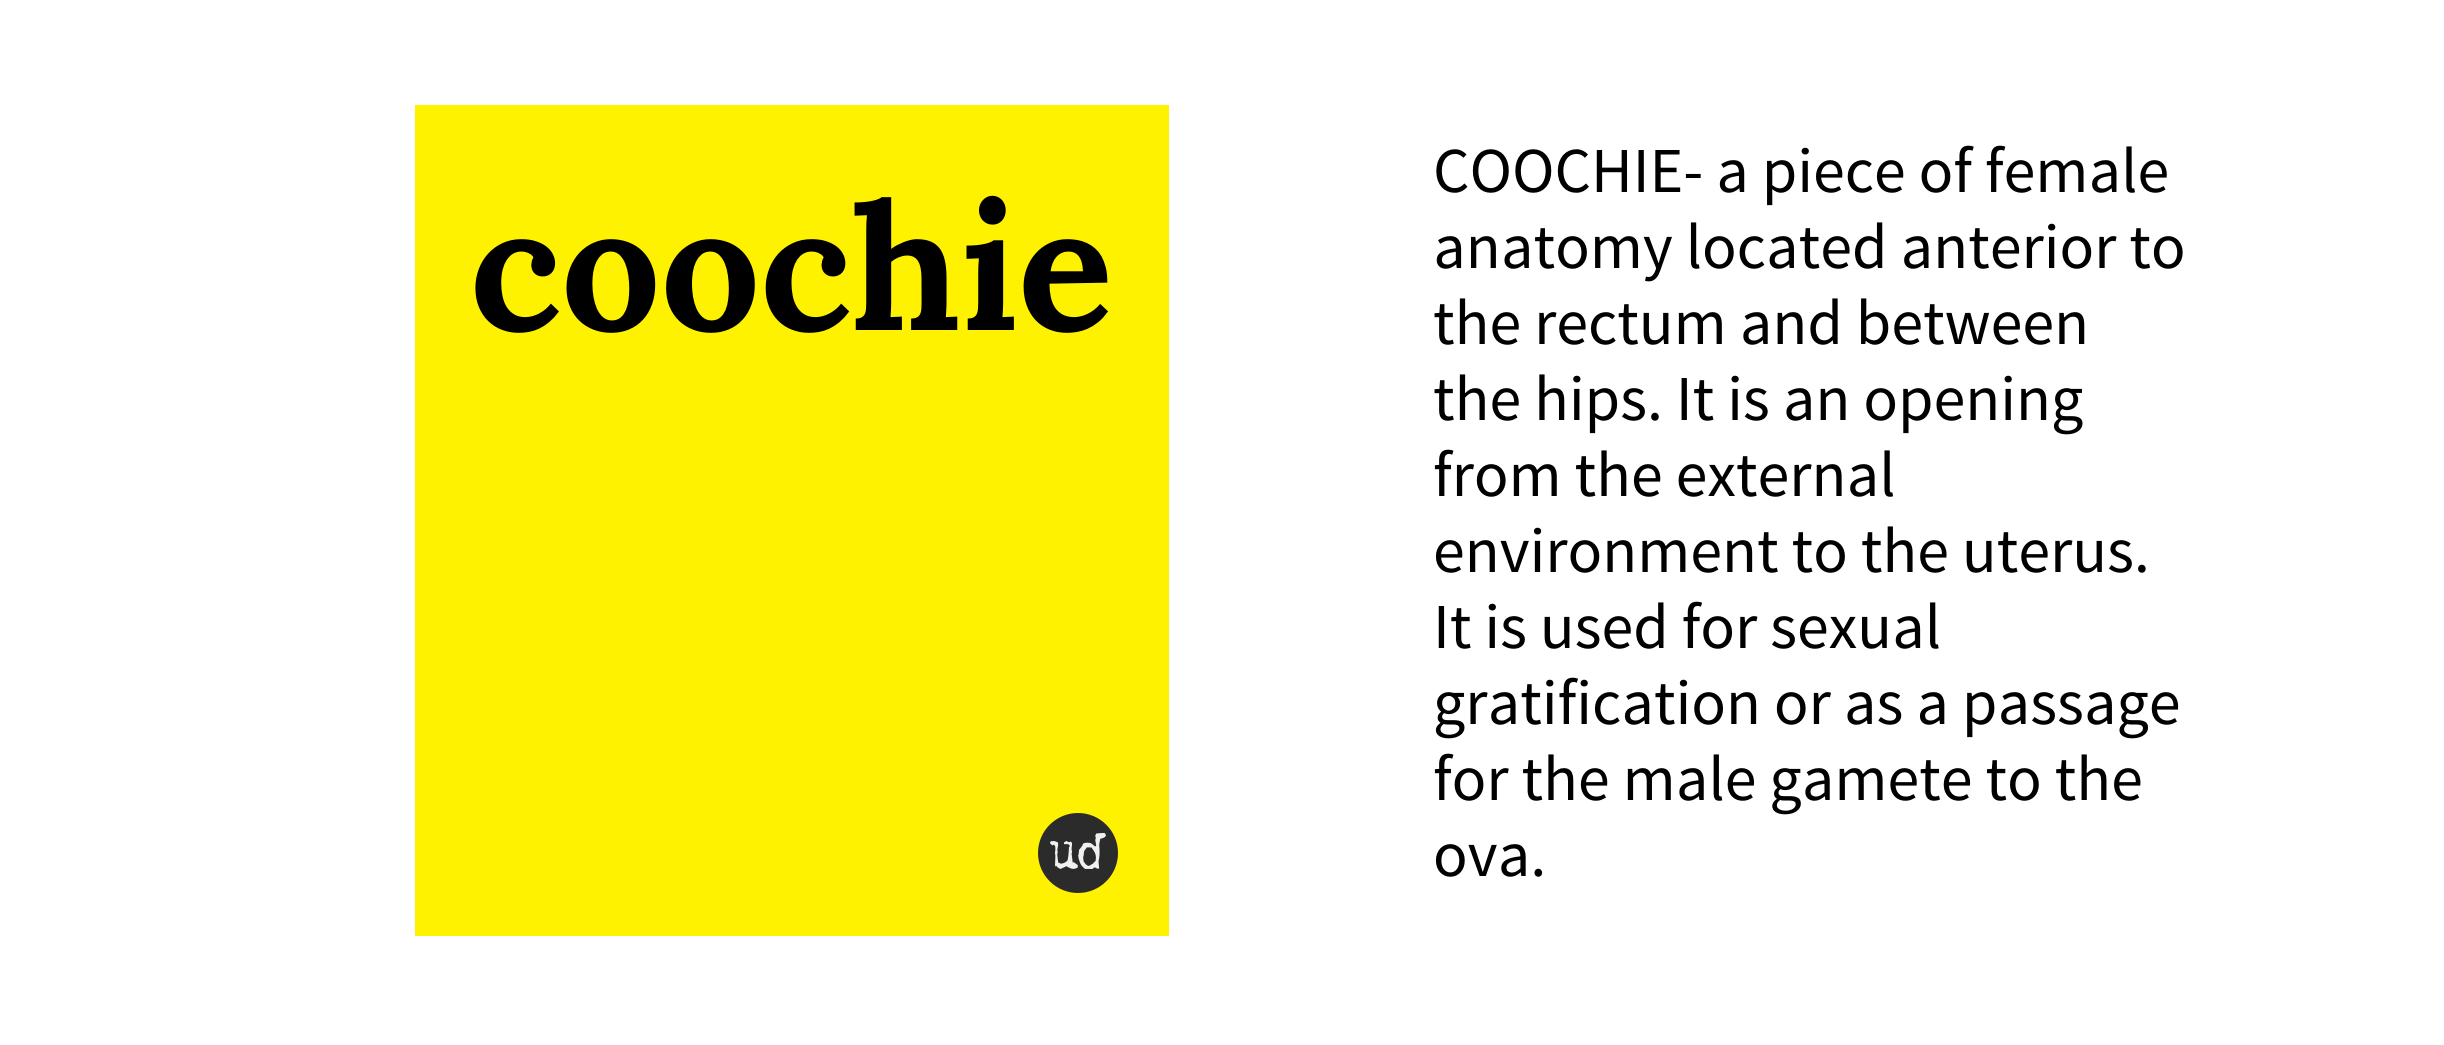 coochie
ud
COOCHIE- a piece of female
anatomy located anterior to
the rectum and between
the hips. It is an opening
from the external
environment to the uterus.
It is used for sexual
gratification or as a passage
for the male gamete to the
ova.